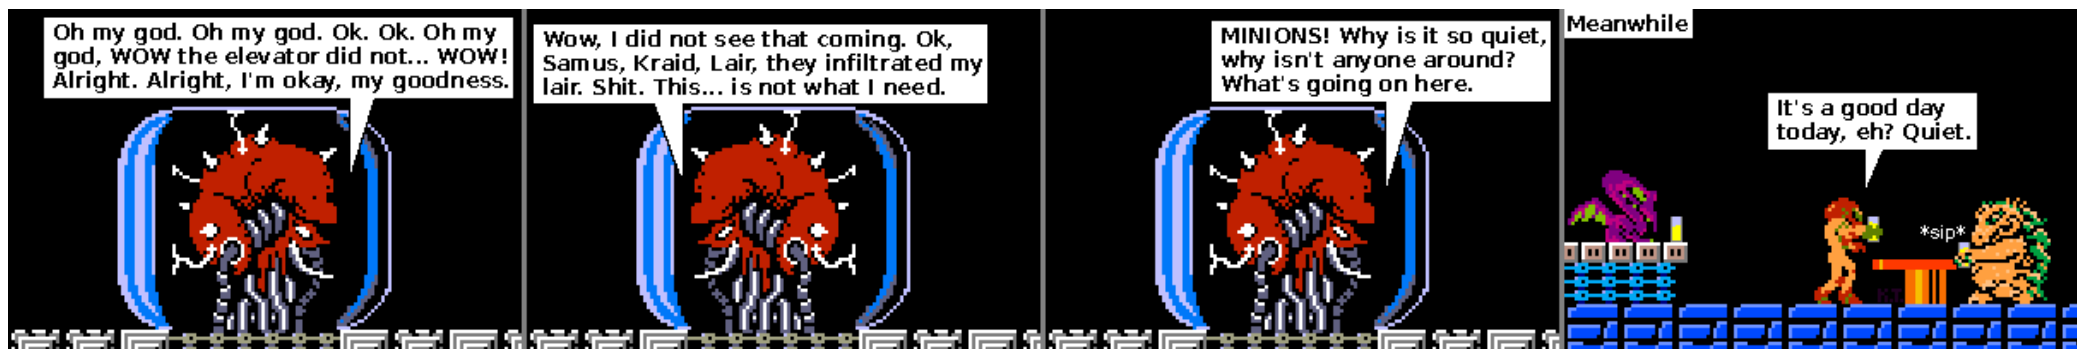 Oh my god. Oh my god. Ok. Ok. Oh my
god, WOW the elevator did not... WOW!
Alright. Alright, I'm okay, my goodness.
Wow, I did not see that coming. Ok,
Samus, Kraid, Lair, they infiltrated my
lair. Shit. This... is not what I need.
MINIONS! Why is it so quiet,
why isn't anyone around?
What's going on here.
Meanwhile
It's a good day
today, eh? Quiet.
*sip*
K.T.